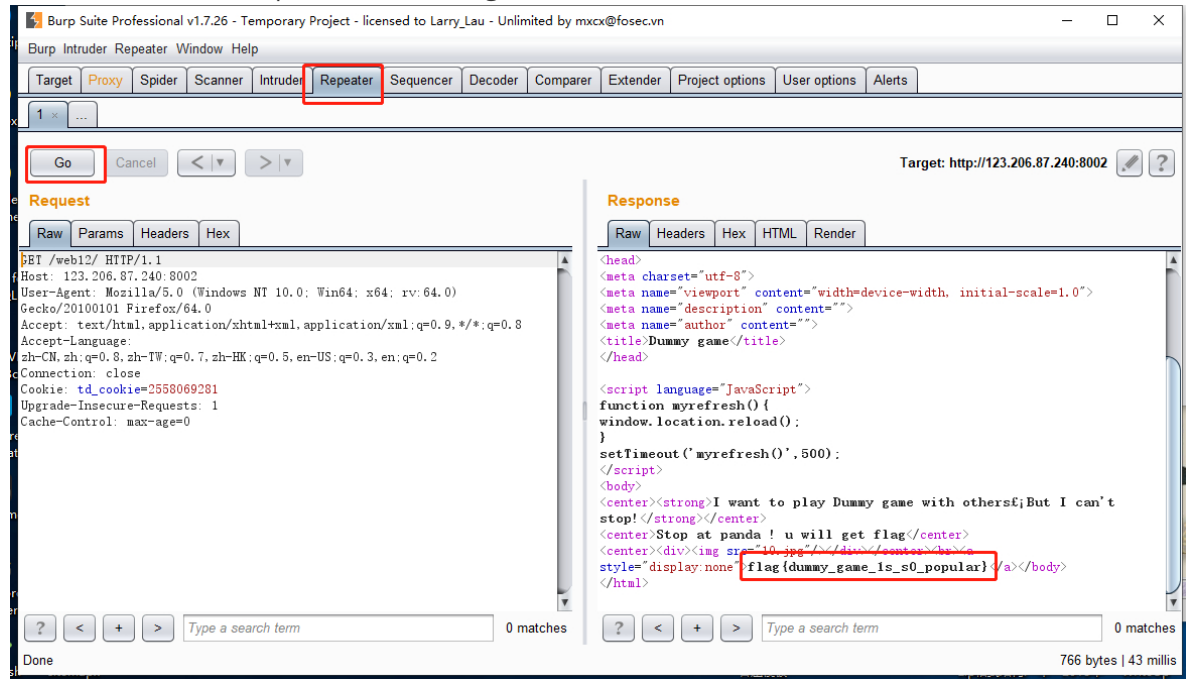 Burp Suite Professional v1.7.26 - Temporary Project - licensed to Larry_Lau - Unlimited by mxcx@fosec.vn
Burp Intruder Repeater Window Help
Target Proxy Spider Scanner Intruder Repeater Sequencer Decoder Comparer Extender Project options User options Alerts
1 × ...
Go Cancel < | ▼ > | ▼ Target: http://123.206.87.240:8002 ?
Request
Raw Params Headers Hex
GET /web12/ HTTP/1.1
Host: 123.206.87.240:8002
User-Agent: Mozilla/5.0 (Windows NT 10.0; Win64; x64; rv:64.0)
Gecko/20100101 Firefox/64.0
Accept: text/html,application/xhtml+xml,application/xml;q=0.9,*/*;q=0.8
Accept-Language:
zh-CN,zh;q=0.8,zh-TW;q=0.7,zh-HK;q=0.5,en-US;q=0.3,en;q=0.2
Connection: close
Cookie: td_cookie=2558069281
Upgrade-Insecure-Requests: 1
Cache-Control: max-age=0
? < + > Type a search term 0 matches
Response
Raw Headers Hex HTML Render
<head>
<meta charset="utf-8">
<meta name="viewport" content="width=device-width, initial-scale=1.0">
<meta name="description" content="">
<meta name="author" content="">
<title>Dummy game</title>
</head>
<script language="JavaScript">
function myrefresh(){
window.location.reload();
}
setTimeout('myrefresh()',500);
</script>
<body>
<center><strong>I want to play Dummy game with others£¡But I can't
stop!</strong></center>
<center>Stop at panda ! u will get flag</center>
<center><div><img src="10.jpg"/></div></center><br><a
style="display:none">flag{dummy_game_1s_s0_popular}</a></body>
</html>
? < + > Type a search term 0 matches
Done 766 bytes | 43 millis